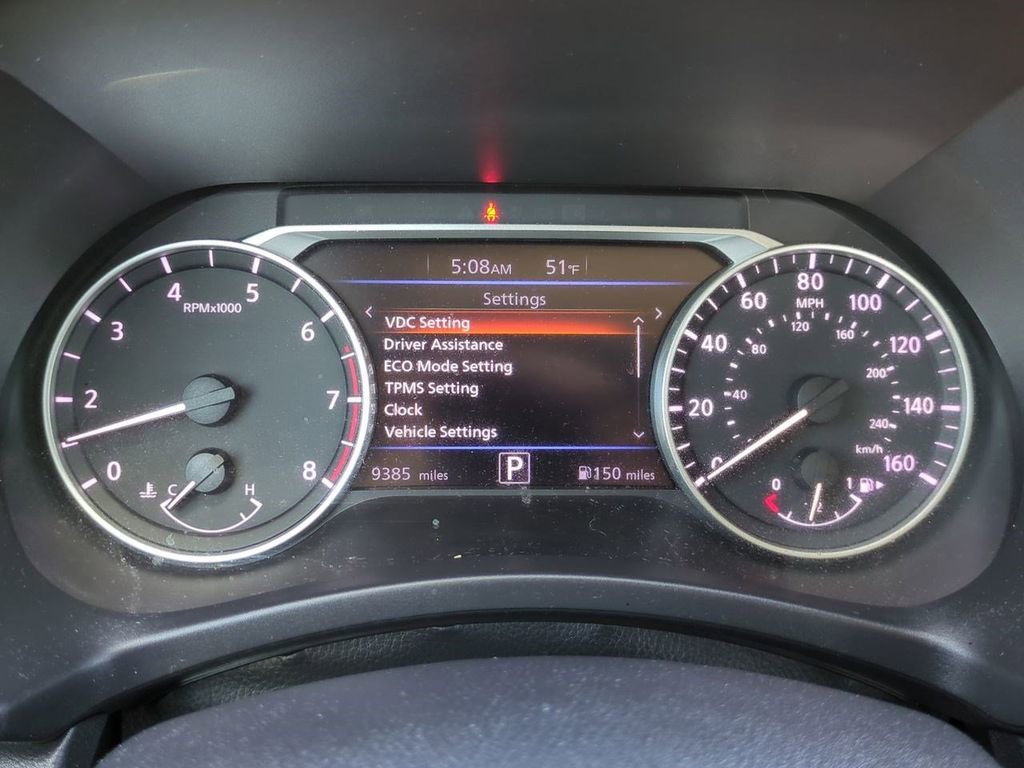 5:08AM 51°F
Settings
VDC Setting
Driver Assistance
ECO Mode Setting
TPMS Setting
Clock
Vehicle Settings
9385 miles P 150 miles
0 2 3 4 5 6 7 8
RPMx1000
C H
0 20 40 60 80 100 120 140 160
MPH
40 80 120 160 200 240
km/h
0 1